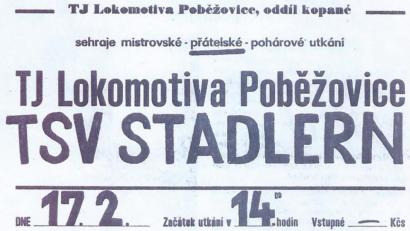 TJ Lokomotiva Poběžovice, oddíl kopané
sehraje mistrovské - přátelské - pohárové utkání
TJ Lokomotiva Poběžovice
TSV STADLERN
DNE 17. 2. Začátek utkání v 14.00 hodin Vstupné — Kčs